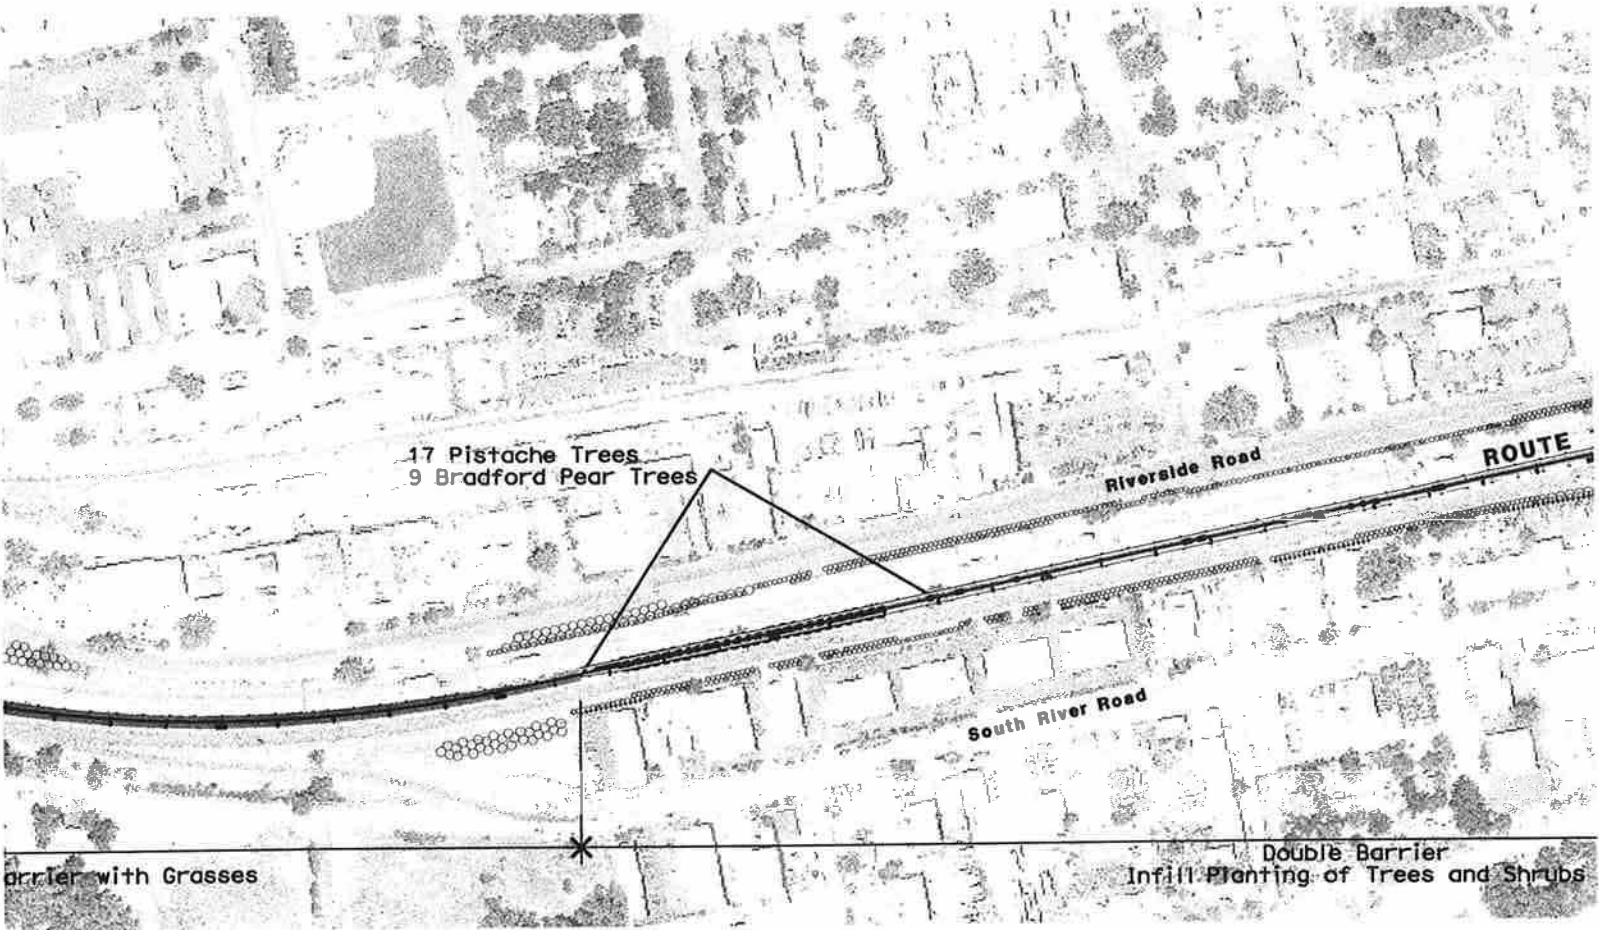 17 Pistache Trees
9 Bradford Pear Trees
Riverside Road
ROUTE
South River Road
arrier with Grasses
Double Barrier
Infill Planting of Trees and Shrubs